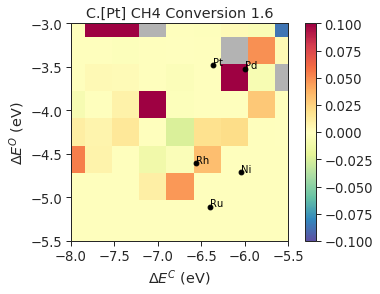 C.[Pt] CH4 Conversion 1.6
ΔE^O (eV)
−3.0
−3.5
−4.0
−4.5
−5.0
−5.5
Pt
Pd
Rh
Ni
Ru
−8.0 −7.5 −7.0 −6.5 −6.0 −5.5
ΔE^C (eV)
0.100
0.075
0.050
0.025
0.000
−0.025
−0.050
−0.075
−0.100